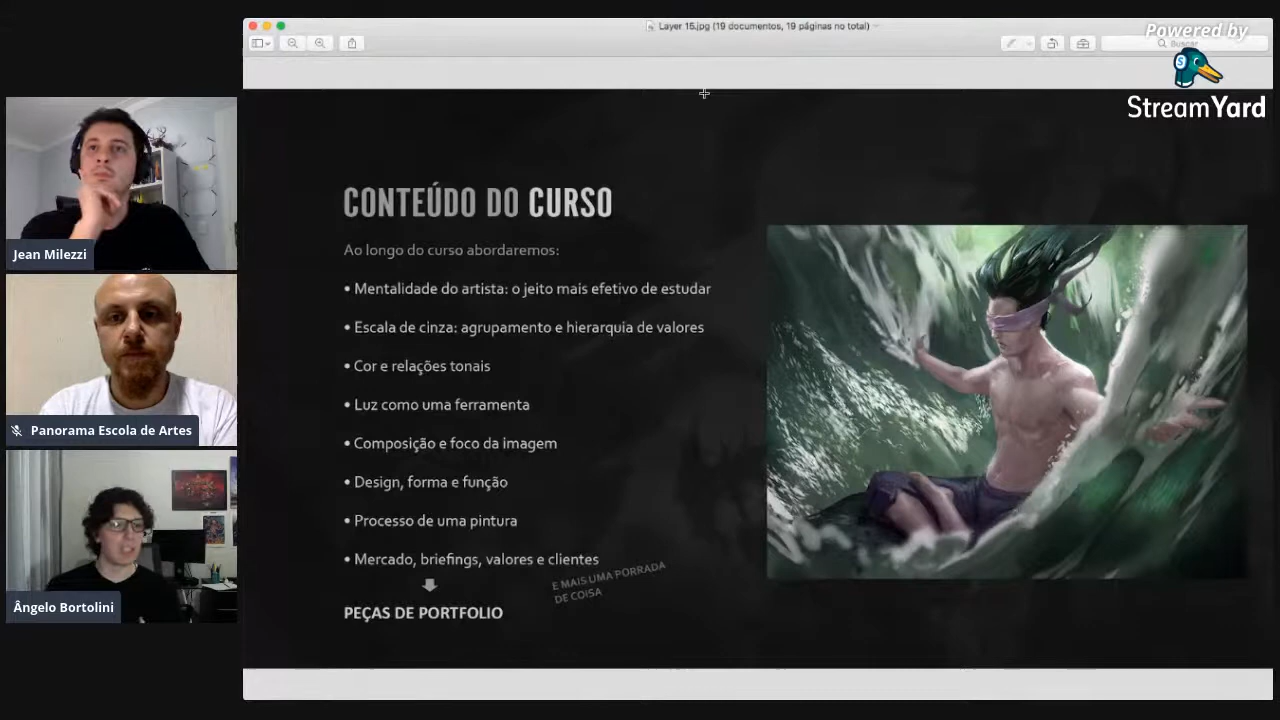 Layer 15.jpg (19 documentos, 19 páginas no total)
Buscar
Powered by
StreamYard
Jean Milezzi
Panorama Escola de Artes
Ângelo Bortolini
CONTEÚDO DO CURSO
Ao longo do curso abordaremos:
• Mentalidade do artista: o jeito mais efetivo de estudar
• Escala de cinza: agrupamento e hierarquia de valores
• Cor e relações tonais
• Luz como uma ferramenta
• Composição e foco da imagem
• Design, forma e função
• Processo de uma pintura
• Mercado, briefings, valores e clientes
E MAIS UMA PORRADA
DE COISA
PEÇAS DE PORTFOLIO